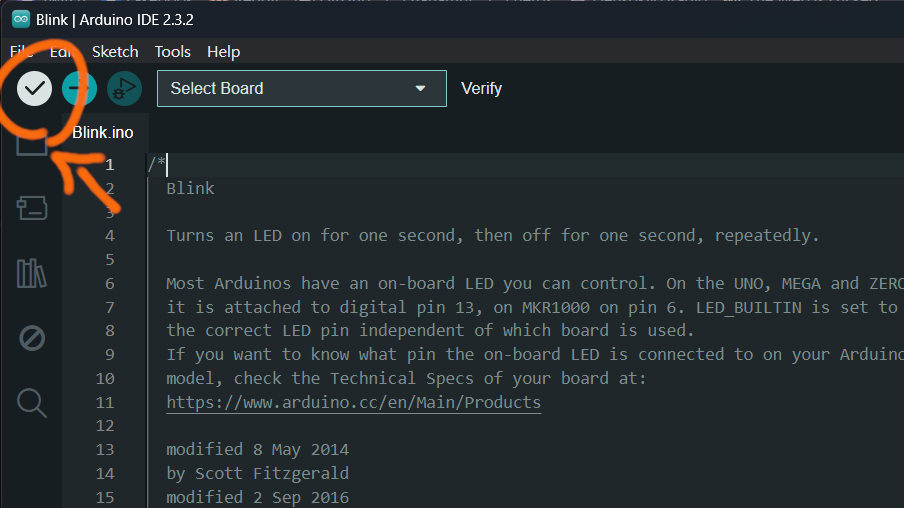 Blink | Arduino IDE 2.3.2
File Edit Sketch Tools Help
Select Board Verify
Blink.ino
1 /*
2 Blink
3
4 Turns an LED on for one second, then off for one second, repeatedly.
5
6 Most Arduinos have an on-board LED you can control. On the UNO, MEGA and ZERO
7 it is attached to digital pin 13, on MKR1000 on pin 6. LED_BUILTIN is set to
8 the correct LED pin independent of which board is used.
9 If you want to know what pin the on-board LED is connected to on your Arduino
10 model, check the Technical Specs of your board at:
11 https://www.arduino.cc/en/Main/Products
12
13 modified 8 May 2014
14 by Scott Fitzgerald
15 modified 2 Sep 2016